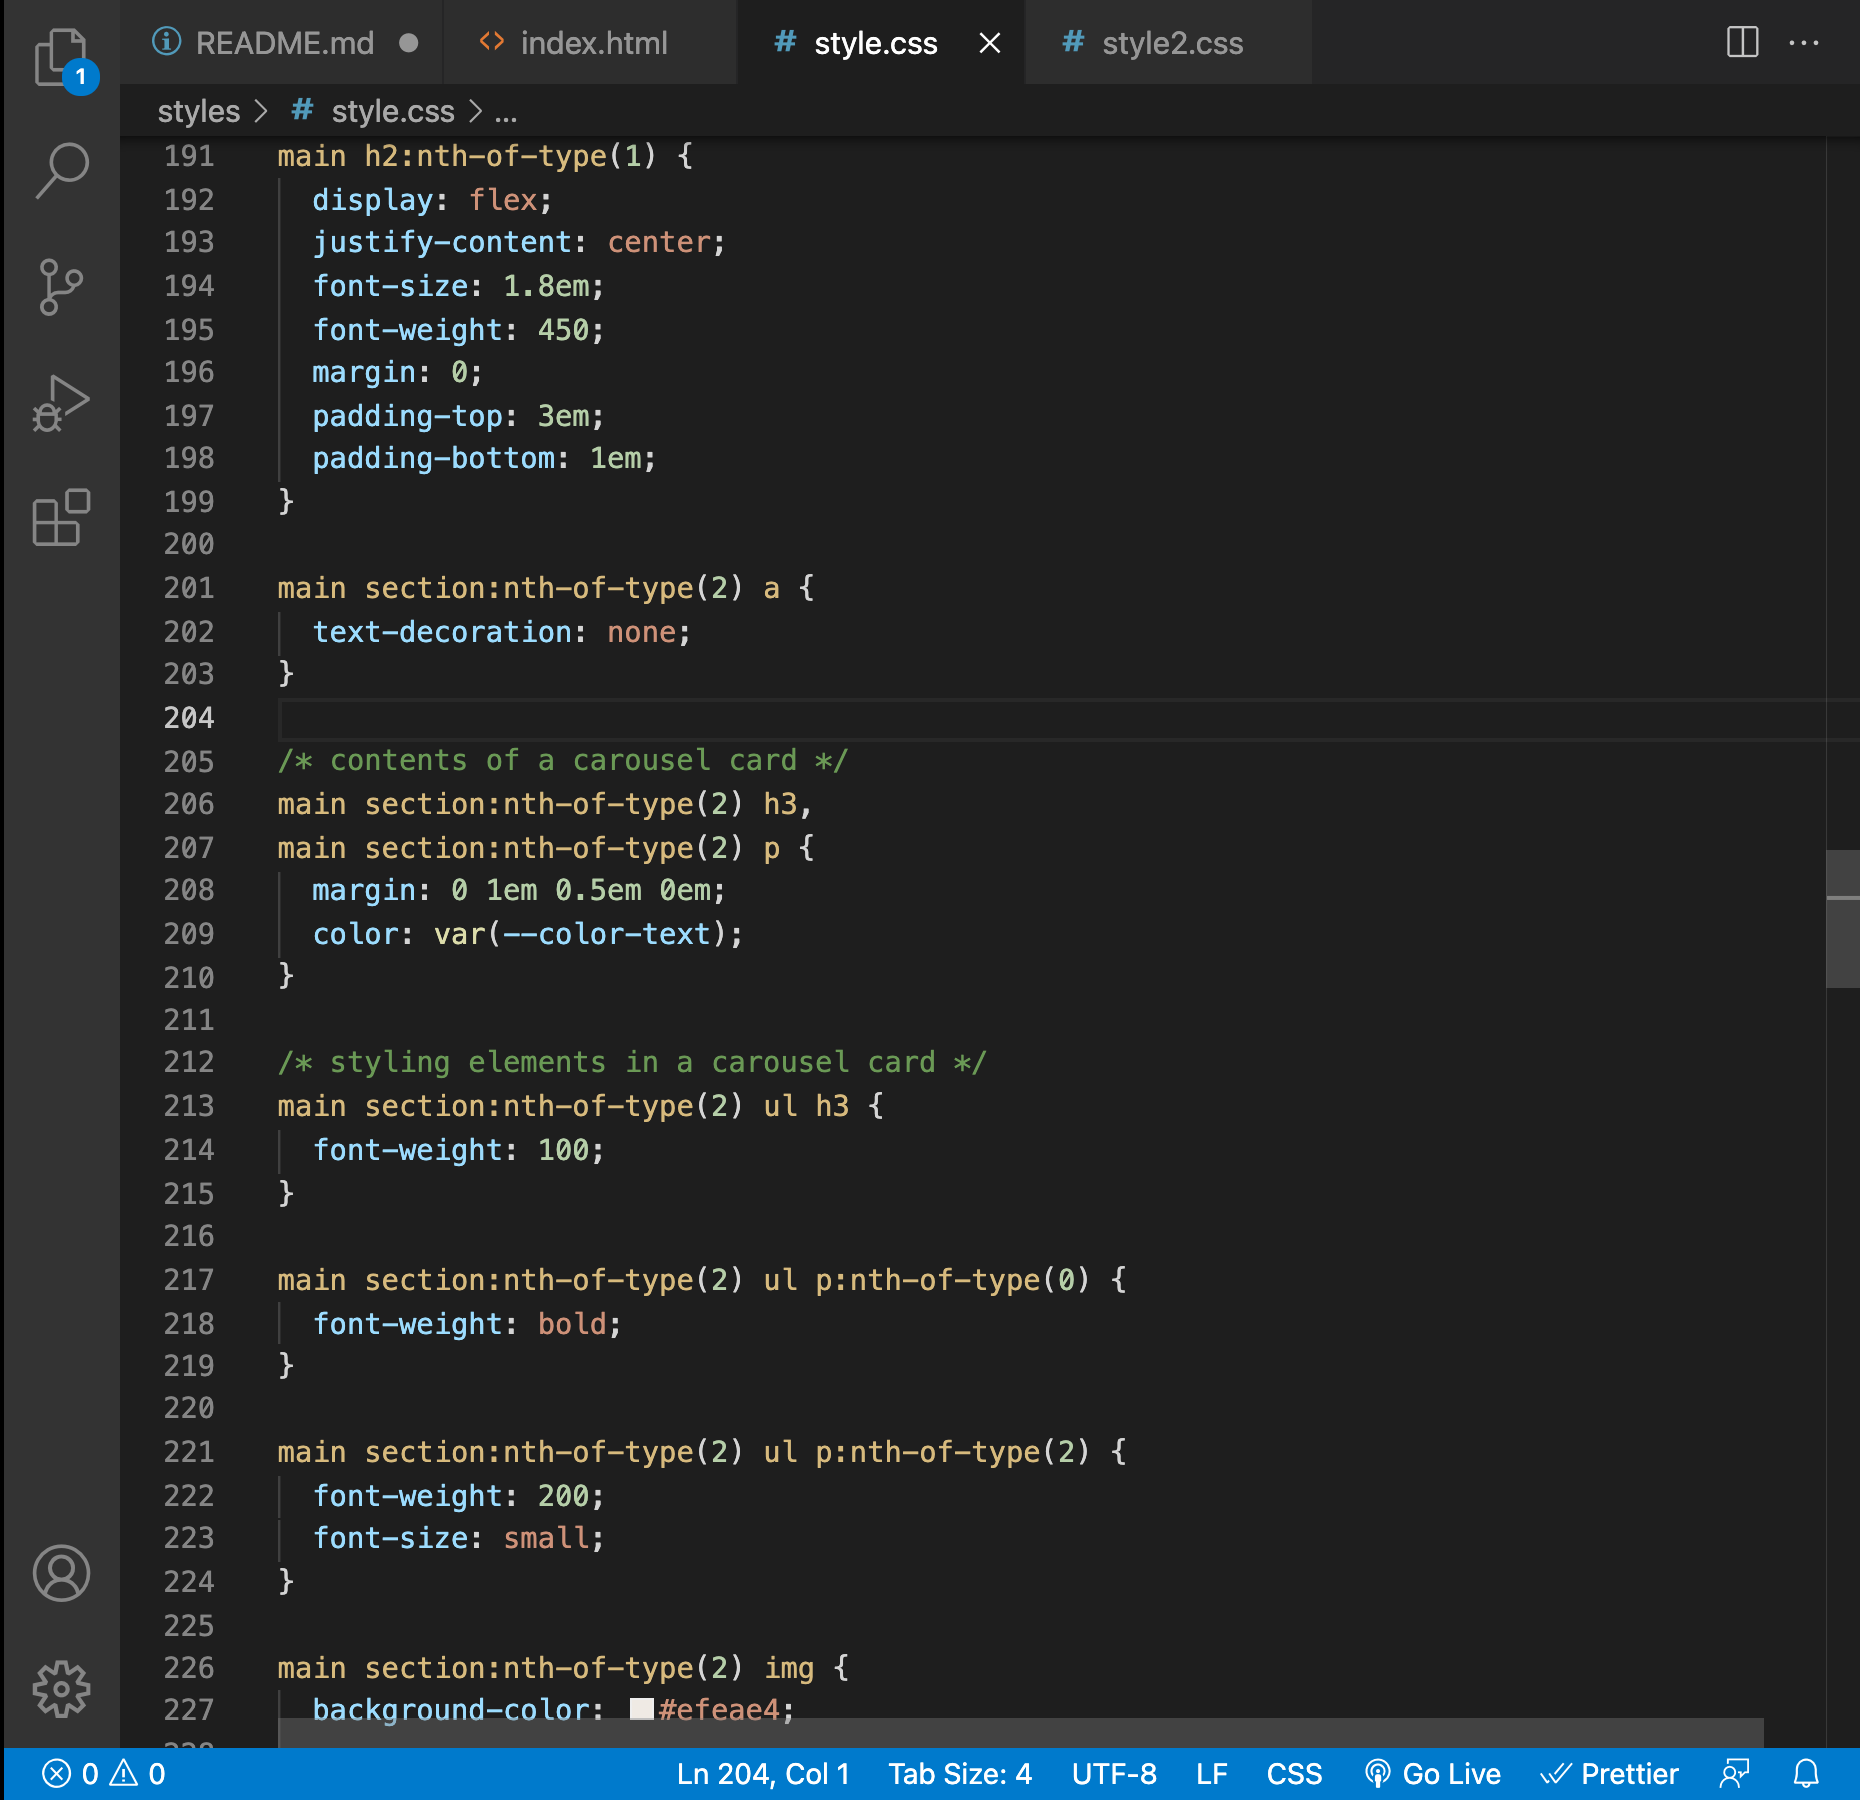 README.md
index.html
style.css
style2.css
1
styles > # style.css > ...
191 main h2:nth-of-type(1) {
192 display: flex;
193 justify-content: center;
194 font-size: 1.8em;
195 font-weight: 450;
196 margin: 0;
197 padding-top: 3em;
198 padding-bottom: 1em;
199 }
200
201 main section:nth-of-type(2) a {
202 text-decoration: none;
203 }
204
205 /* contents of a carousel card */
206 main section:nth-of-type(2) h3,
207 main section:nth-of-type(2) p {
208 margin: 0 1em 0.5em 0em;
209 color: var(--color-text);
210 }
211
212 /* styling elements in a carousel card */
213 main section:nth-of-type(2) ul h3 {
214 font-weight: 100;
215 }
216
217 main section:nth-of-type(2) ul p:nth-of-type(0) {
218 font-weight: bold;
219 }
220
221 main section:nth-of-type(2) ul p:nth-of-type(2) {
222 font-weight: 200;
223 font-size: small;
224 }
225
226 main section:nth-of-type(2) img {
227 background-color: #efeae4;
0 0 Ln 204, Col 1 Tab Size: 4 UTF-8 LF CSS Go Live Prettier